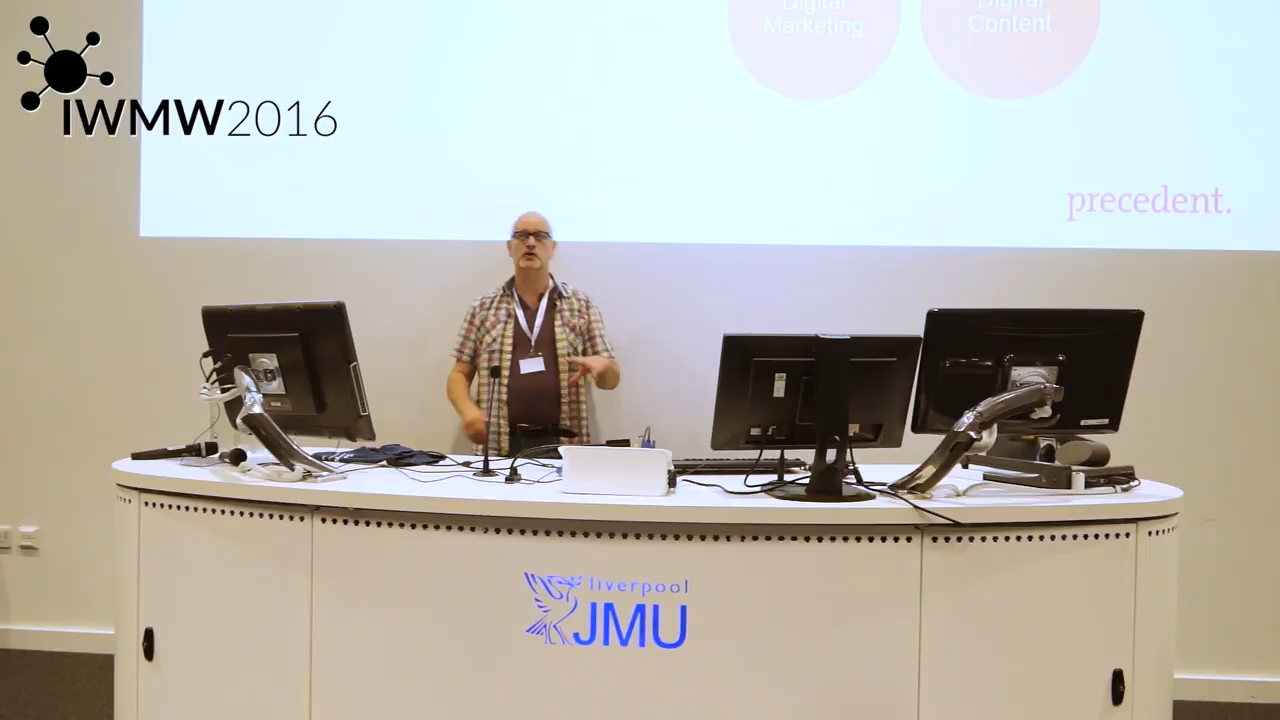 Digital
Marketing
Digital
Content
IWMW2016
precedent.
liverpool
JMU